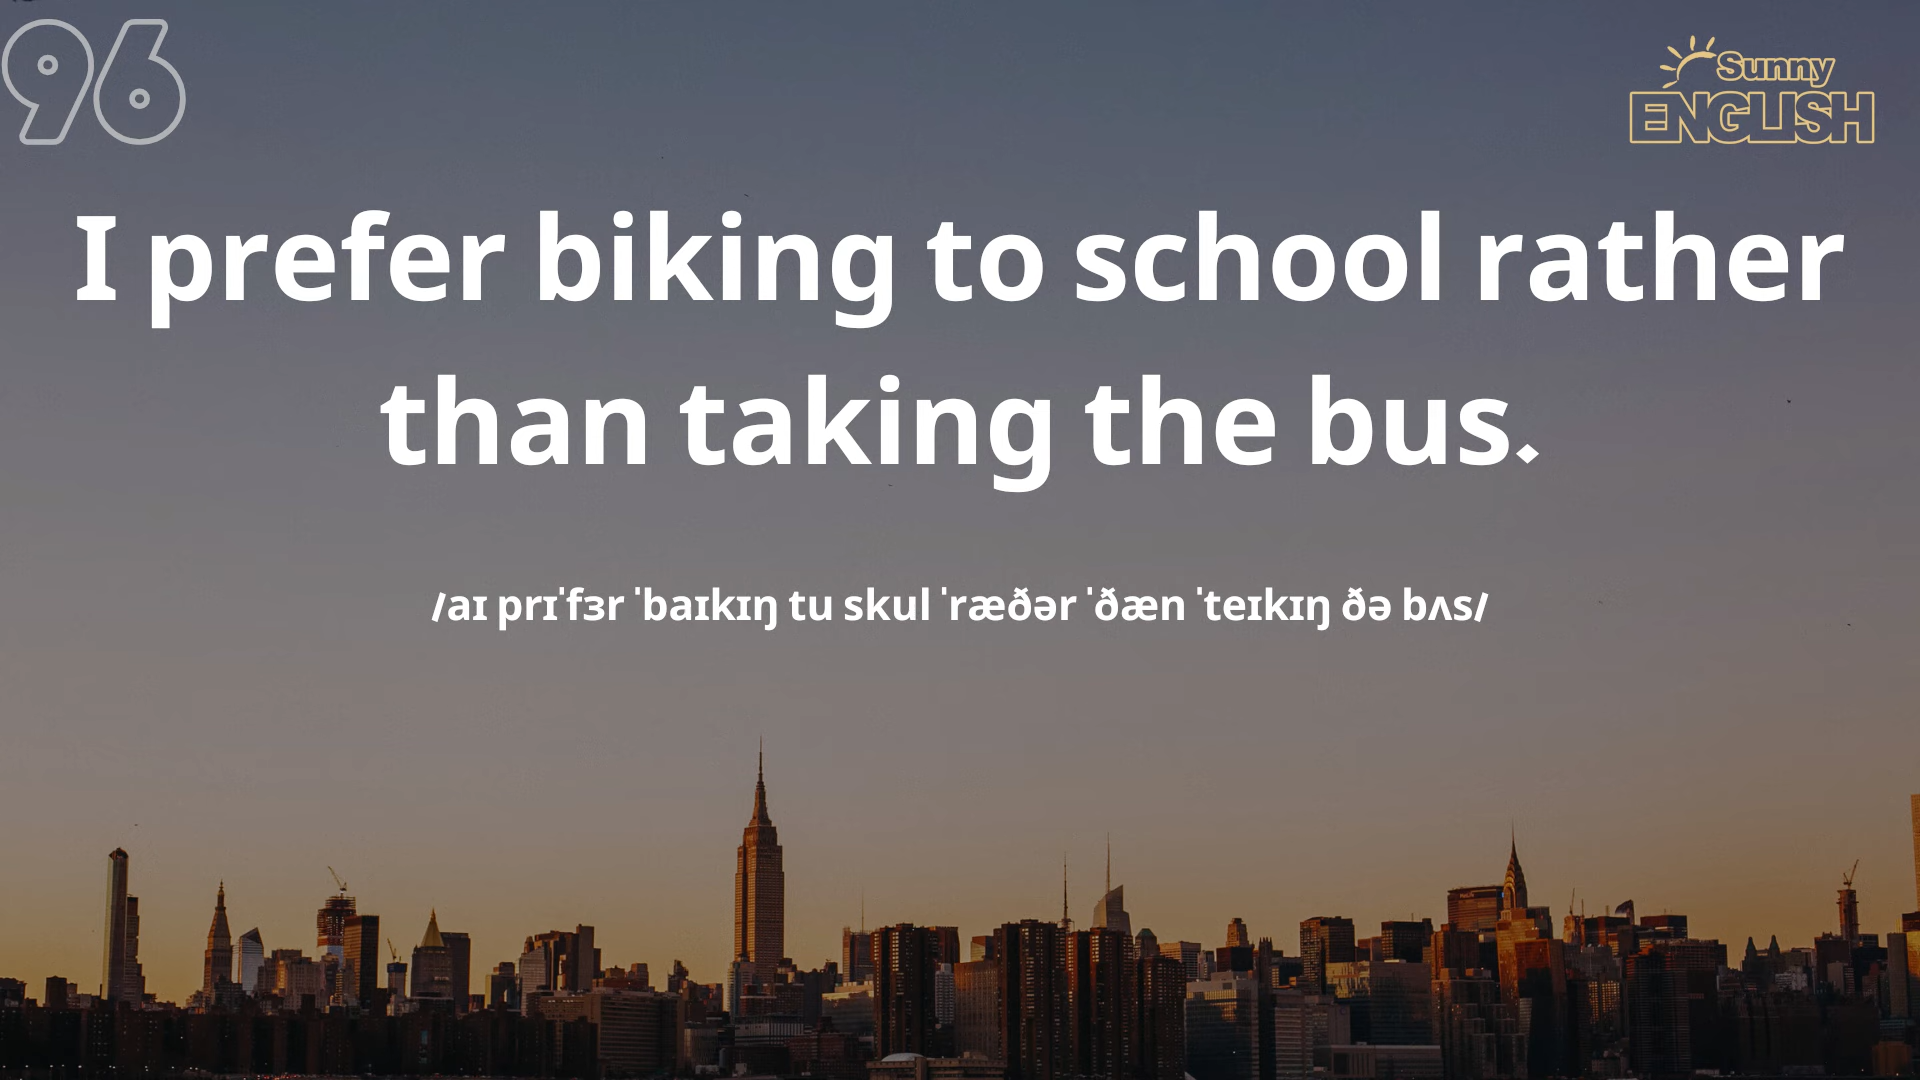 96
Sunny
ENGLISH
I prefer biking to school rather
than taking the bus.
/aɪ prɪˈfɜr ˈbaɪkɪŋ tu skul ˈræðər ˈðæn ˈteɪkɪŋ ðə bʌs/